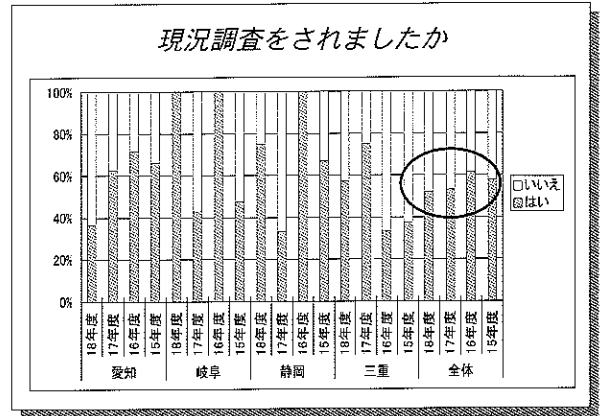 現況調査をされましたか
100%
80%
60%
40%
20%
0%
いいえ
はい
18年度 17年度 16年度 15年度 18年度 17年度 16年度 15年度 18年度 17年度 16年度 15年度 18年度 17年度 16年度 15年度 18年度 17年度 16年度 15年度
愛知 岐阜 静岡 三重 全体